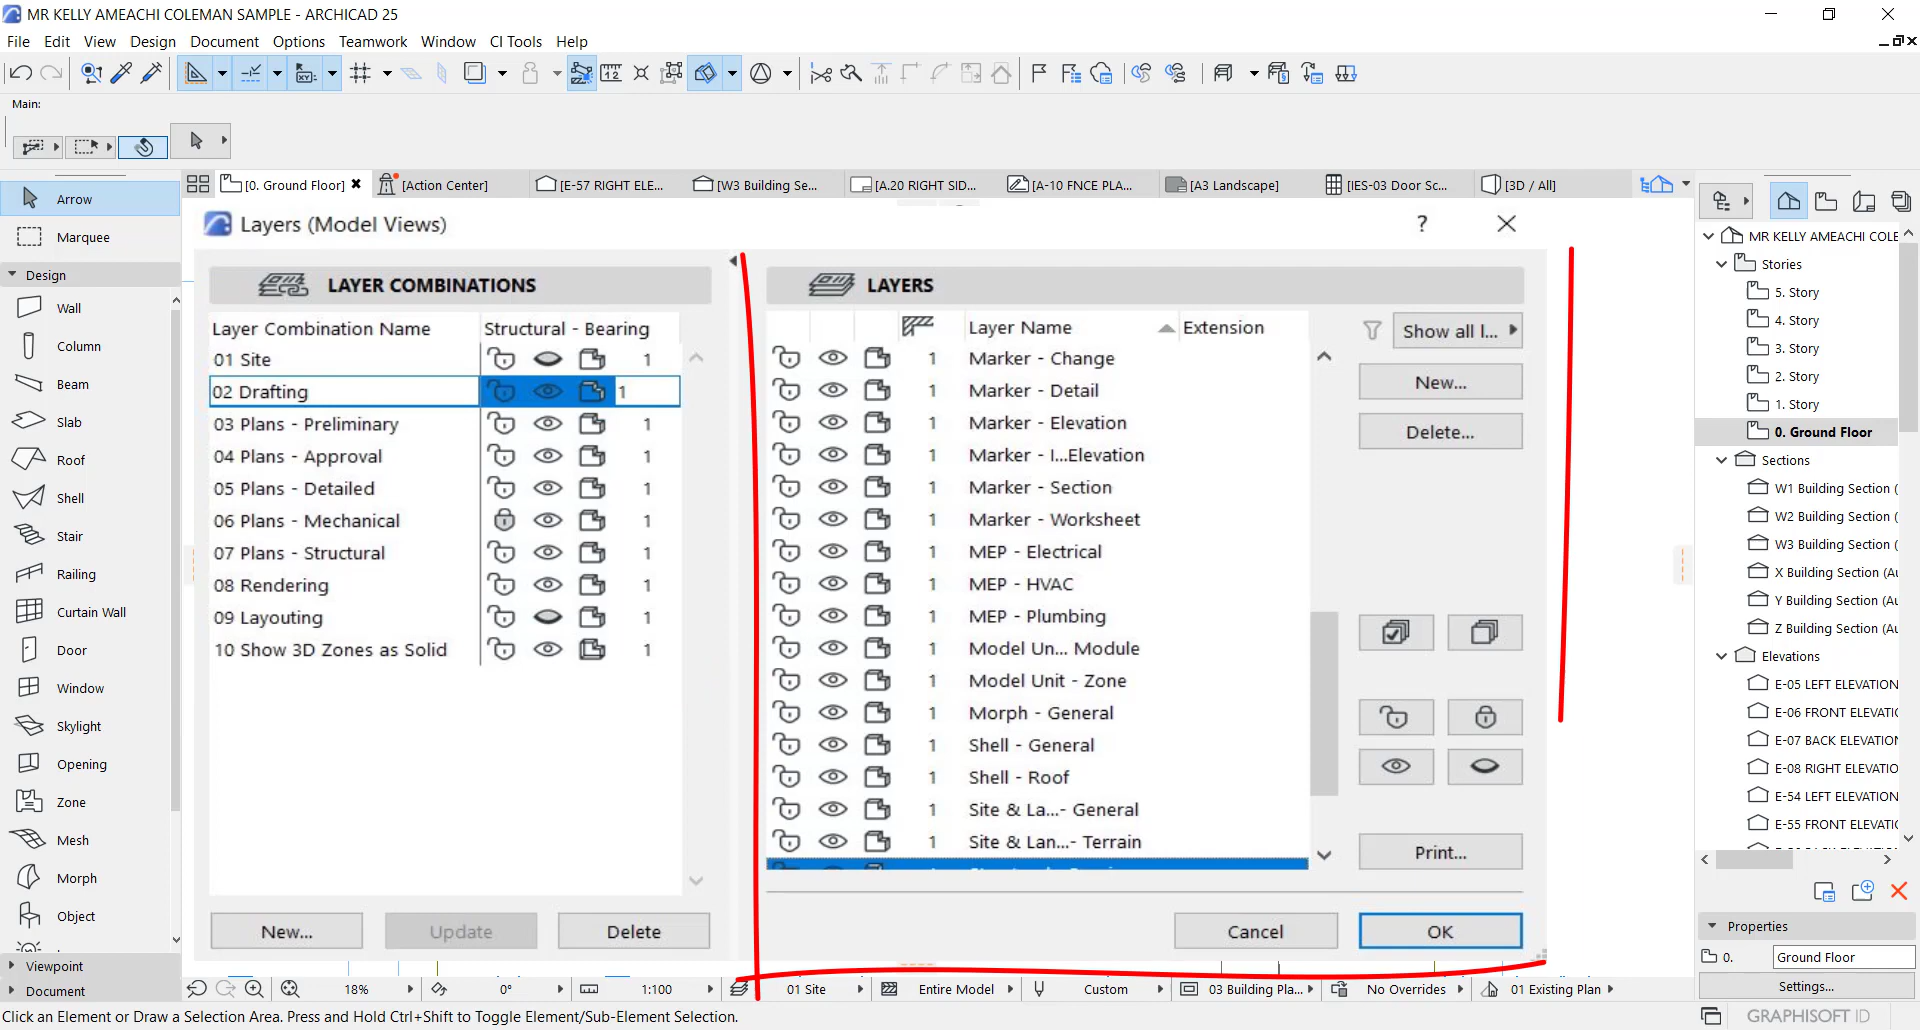 MR KELLY AMEACHI COLEMAN SAMPLE - ARCHICAD 25
File Edit View Design Document Options Teamwork Window CI Tools Help
Main:
[0. Ground Floor] [Action Center] [E-57 RIGHT ELE... [W3 Building Se... [A.20 RIGHT SID... [A-10 FNCE PLA... [A3 Landscape] [IES-03 Door Sc... [3D / All]
Arrow
Marquee
Design
Wall
Column
Beam
Slab
Roof
Shell
Stair
Railing
Curtain Wall
Door
Window
Skylight
Opening
Zone
Mesh
Morph
Object
Viewpoint
Document
Layers (Model Views)
?
LAYER COMBINATIONS
Layer Combination Name Structural - Bearing
01 Site 1
02 Drafting 1
03 Plans - Preliminary 1
04 Plans - Approval 1
05 Plans - Detailed 1
06 Plans - Mechanical 1
07 Plans - Structural 1
08 Rendering 1
09 Layouting 1
10 Show 3D Zones as Solid 1
New... Update Delete
LAYERS
Layer Name Extension
1 Marker - Change
1 Marker - Detail
1 Marker - Elevation
1 Marker - I...Elevation
1 Marker - Section
1 Marker - Worksheet
1 MEP - Electrical
1 MEP - HVAC
1 MEP - Plumbing
1 Model Un... Module
1 Model Unit - Zone
1 Morph - General
1 Shell - General
1 Shell - Roof
1 Site & La...- General
1 Site & Lan...- Terrain
Show all l...
New...
Delete...
Print...
Cancel OK
MR KELLY AMEACHI COLE
Stories
5. Story
4. Story
3. Story
2. Story
1. Story
0. Ground Floor
Sections
W1 Building Section (
W2 Building Section (
W3 Building Section (
X Building Section (Au
Y Building Section (Au
Z Building Section (Au
Elevations
E-05 LEFT ELEVATION
E-06 FRONT ELEVATIO
E-07 BACK ELEVATION
E-08 RIGHT ELEVATIO
E-54 LEFT ELEVATION
E-55 FRONT ELEVATIO
Properties
0. Ground Floor
Settings...
18% 0° 1:100 01 Site Entire Model Custom 03 Building Pla... No Overrides 01 Existing Plan
Click an Element or Draw a Selection Area. Press and Hold Ctrl+Shift to Toggle Element/Sub-Element Selection.
GRAPHISOFT ID